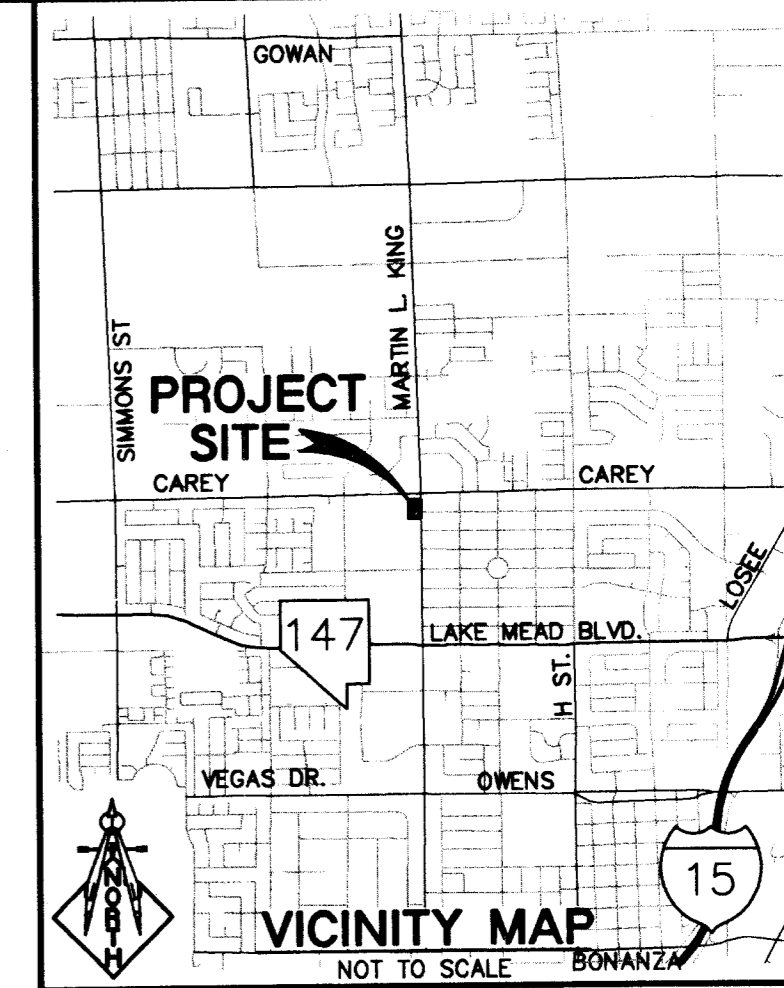 GOWAN
MARTIN L. KING
SIMMONS ST
PROJECT
SITE
CAREY
CAREY
LOSEE
147
LAKE MEAD BLVD.
H ST.
VEGAS DR.
OWENS
NORTH
15
VICINITY MAP
NOT TO SCALE
BONANZA